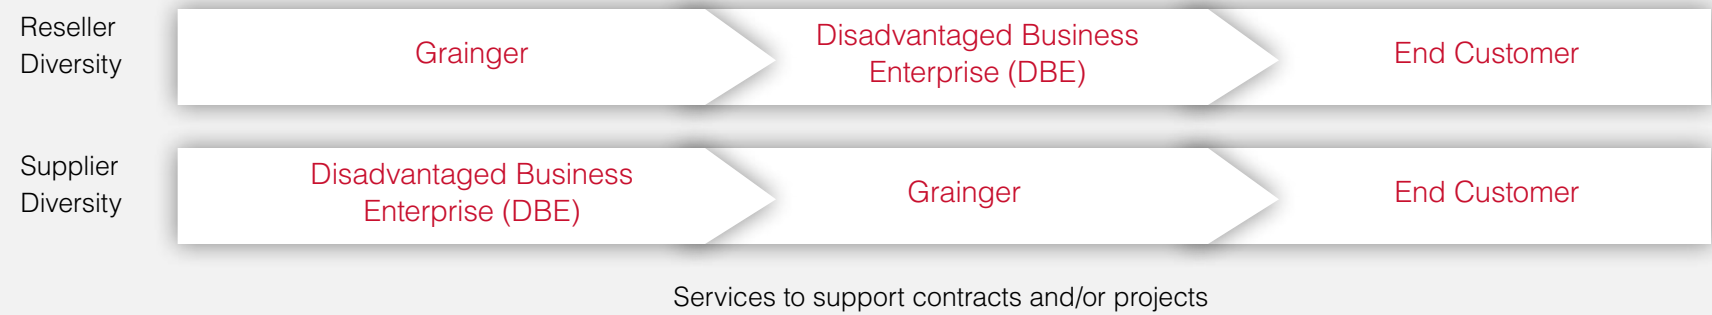 Reseller
Diversity
Grainger
Disadvantaged Business
Enterprise (DBE)
End Customer
Supplier
Diversity
Disadvantaged Business
Enterprise (DBE)
Grainger
End Customer
Services to support contracts and/or projects